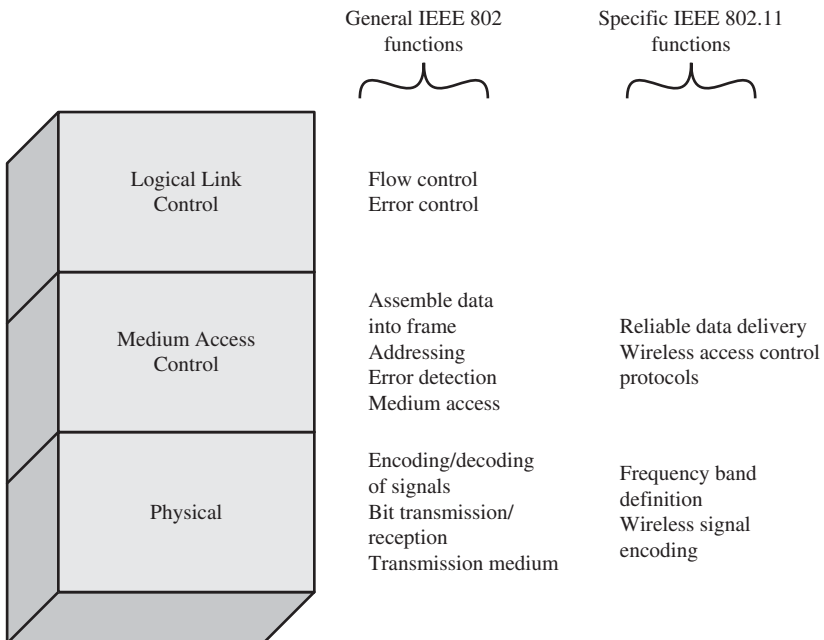 General IEEE 802
functions
Specific IEEE 802.11
functions
Logical Link
Control
Flow control
Error control
Medium Access
Control
Assemble data
into frame
Addressing
Error detection
Medium access
Reliable data delivery
Wireless access control
protocols
Physical
Encoding/decoding
of signals
Bit transmission/
reception
Transmission medium
Frequency band
definition
Wireless signal
encoding